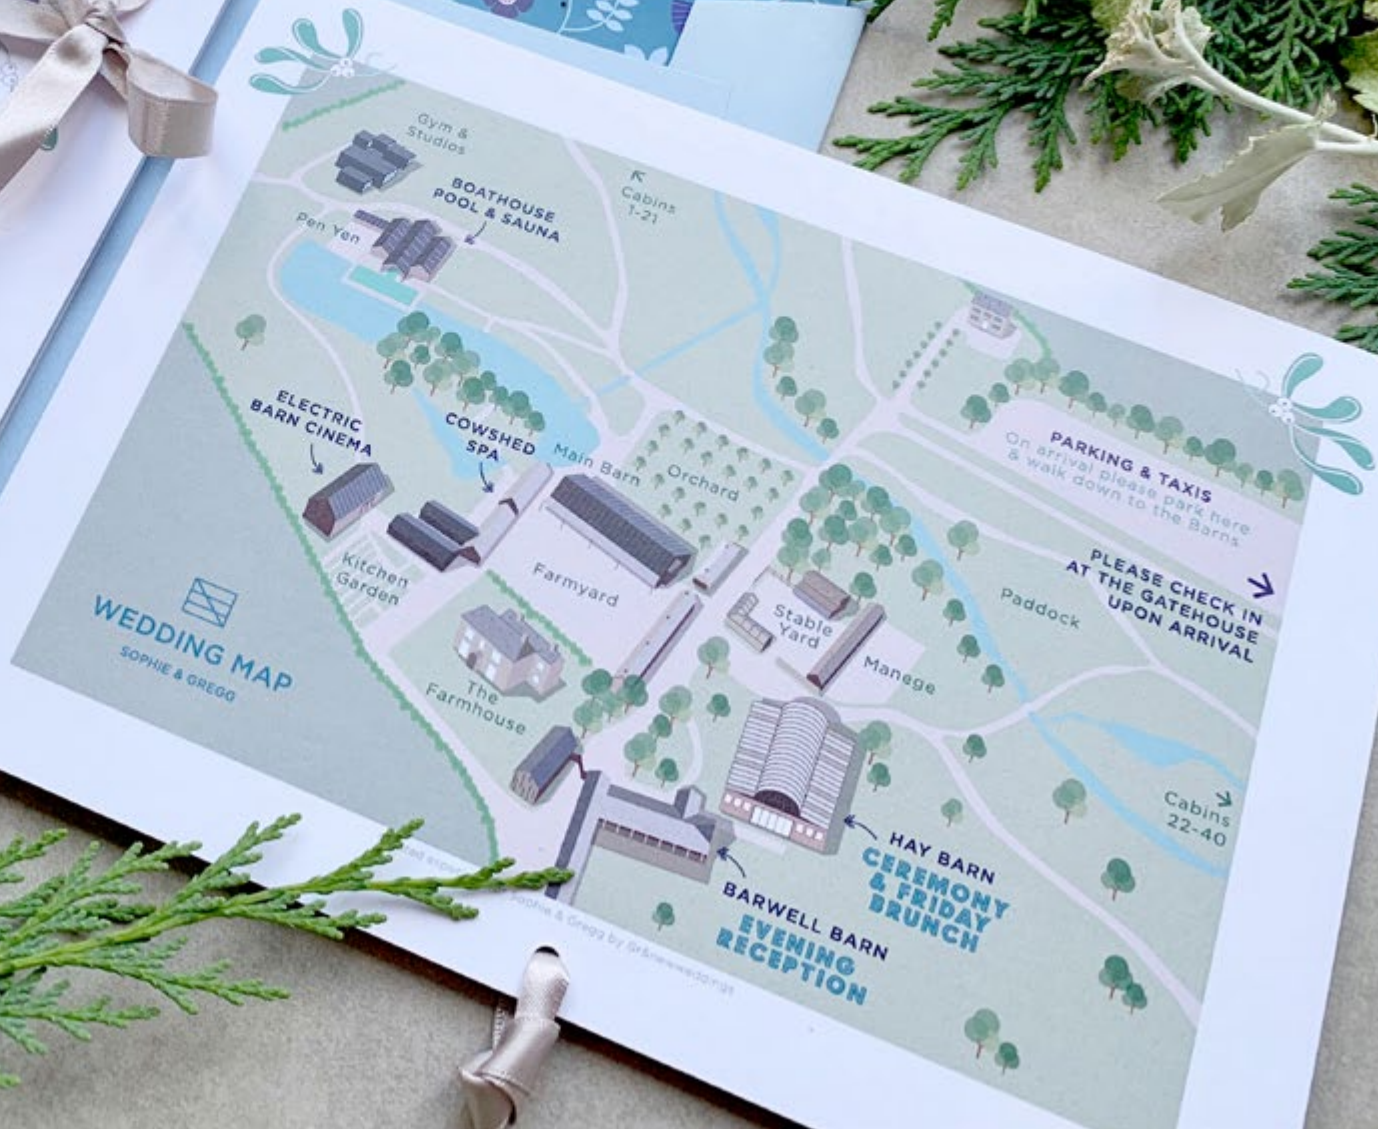 Gym &
Studios
Cabins
1-21
BOATHOUSE
POOL & SAUNA
Pen Yen
ELECTRIC
BARN CINEMA
COWSHED
SPA
Main Barn
Orchard
PARKING & TAXIS
On arrival please park here
& walk down to the Barns
PLEASE CHECK IN
AT THE GATEHOUSE
UPON ARRIVAL
Kitchen
Garden
Farmyard
Stable
Yard
Paddock
Manege
The
Farmhouse
WEDDING MAP
SOPHIE & GREGG
Cabins
22-40
HAY BARN
CEREMONY
& FRIDAY
BRUNCH
BARWELL BARN
EVENING
RECEPTION
Sophie & Gregg by